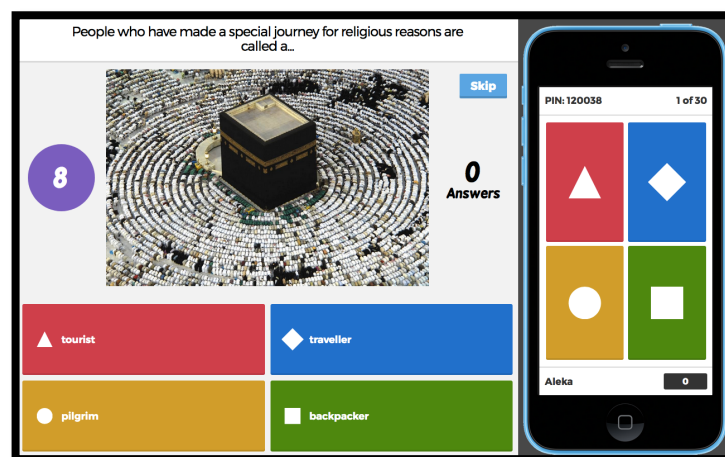 People who have made a special journey for religious reasons are
called a...
Skip
8
0
Answers
tourist
traveller
pilgrim
backpacker
PIN: 120038
1 of 30
Aleka
0